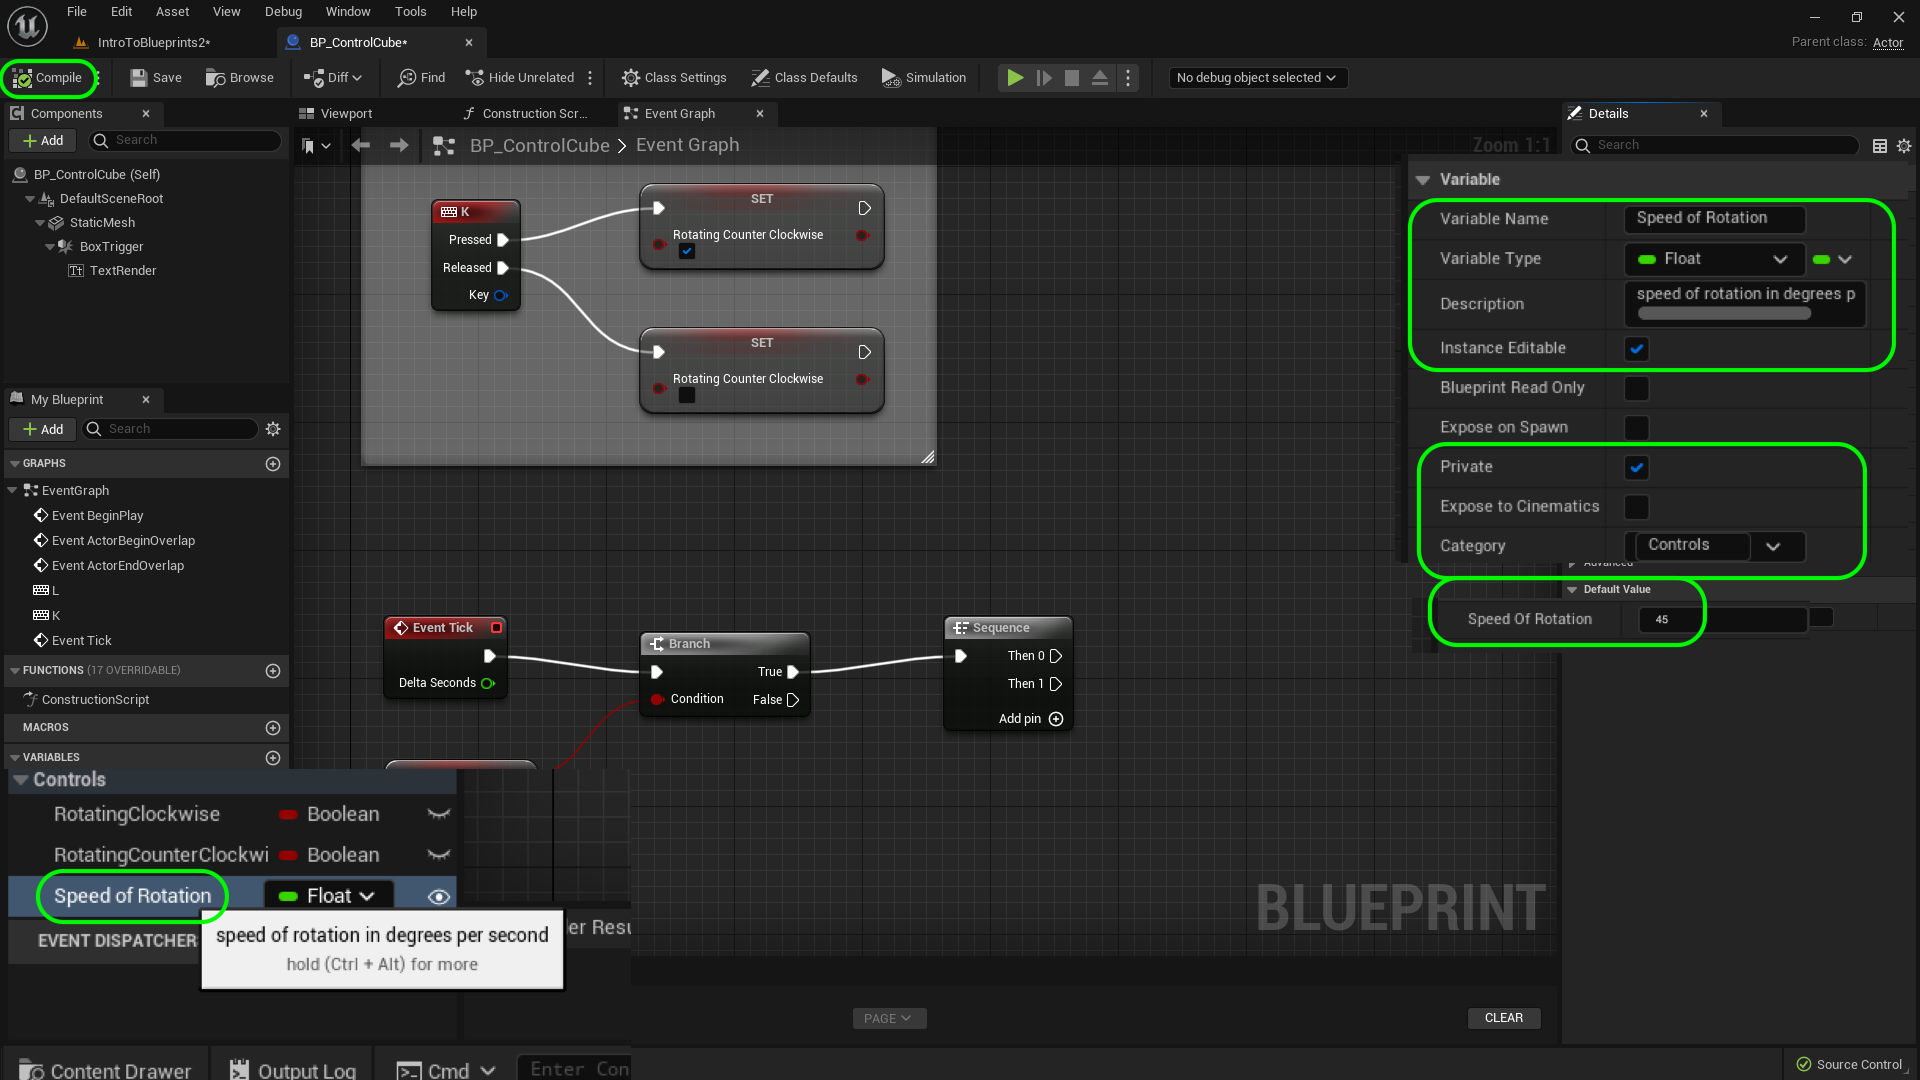 File Edit Asset View Debug Window Tools Help
IntroToBlueprints2*
BP_ControlCube*
Parent class: Actor
Compile
Save
Browse
Diff
Find
Hide Unrelated
Class Settings
Class Defaults
Simulation
No debug object selected
Components
Add
Search
BP_ControlCube (Self)
DefaultSceneRoot
StaticMesh
BoxTrigger
Tt TextRender
My Blueprint
Add
Search
GRAPHS
EventGraph
Event BeginPlay
Event ActorBeginOverlap
Event ActorEndOverlap
L
K
Event Tick
FUNCTIONS (17 OVERRIDABLE)
ConstructionScript
MACROS
VARIABLES
Controls
RotatingClockwise Boolean
RotatingCounterClockwi Boolean
Speed of Rotation Float
EVENT DISPATCHER
speed of rotation in degrees per second
hold (Ctrl + Alt) for more
Viewport
Construction Scr...
Event Graph
BP_ControlCube > Event Graph
Zoom 1:1
K
Pressed
Released
Key
SET
Rotating Counter Clockwise
SET
Rotating Counter Clockwise
Event Tick
Delta Seconds
Branch
True
Condition
False
Sequence
Then 0
Then 1
Add pin
BLUEPRINT
ler Resu
PAGE
CLEAR
Details
Search
Variable
Variable Name Speed of Rotation
Variable Type Float
Description speed of rotation in degrees p
Instance Editable
Blueprint Read Only
Expose on Spawn
Private
Expose to Cinematics
Category Controls
Advanced
Default Value
Speed Of Rotation 45
Content Drawer
Output Log
Cmd
Enter Con
Source Control